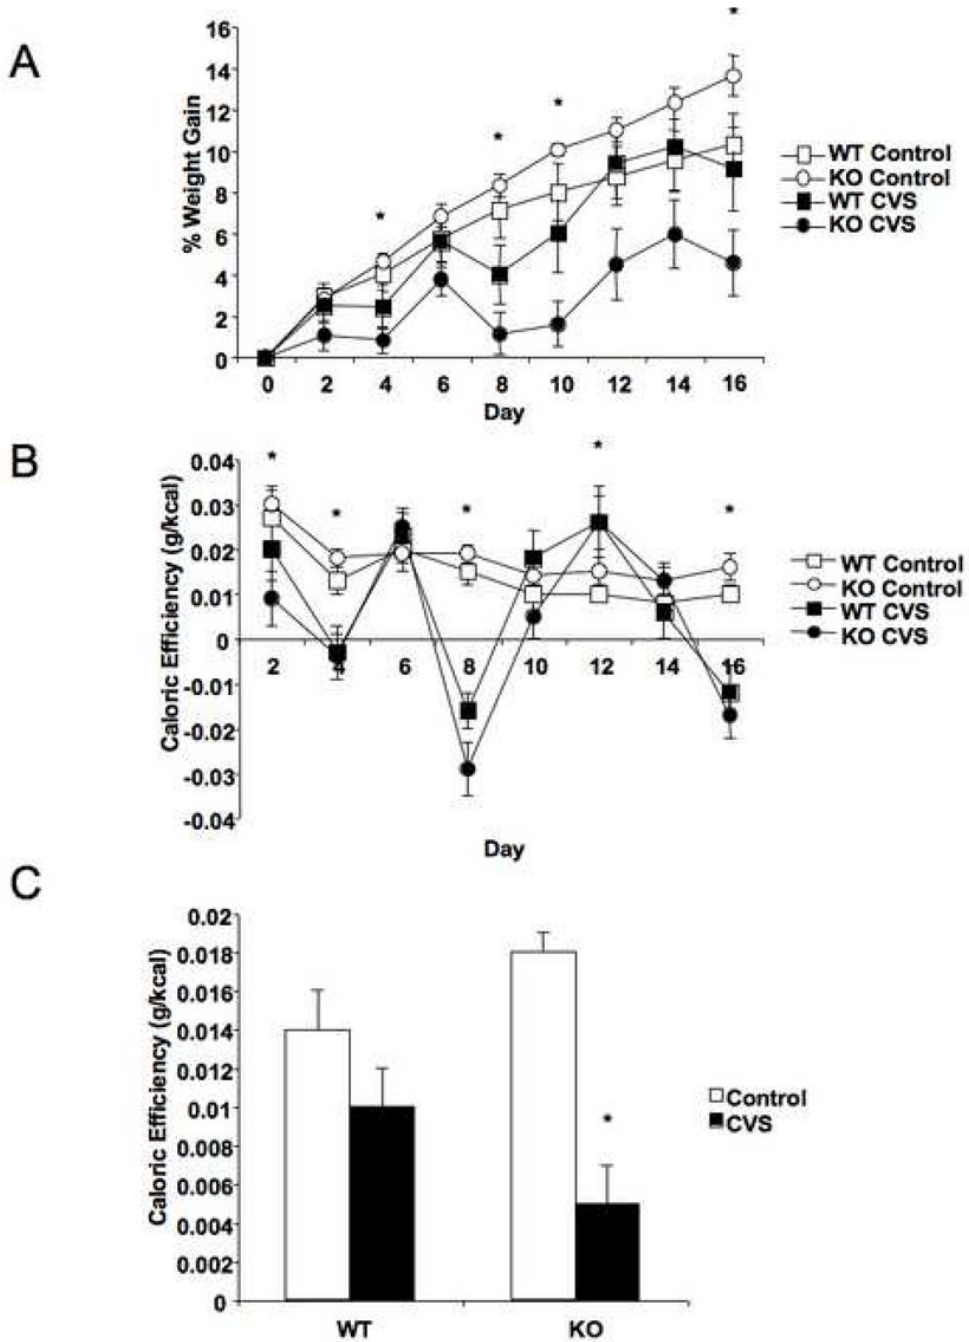 A
16
14
12
10
8
6
4
2
0
% Weight Gain
* * * *
0 2 4 6 8 10 12 14 16
Day
WT Control
KO Control
WT CVS
KO CVS
B
0.04
0.03
0.02
0.01
0
-0.01
-0.02
-0.03
-0.04
Caloric Efficiency (g/kcal)
* * * * *
2 4 6 8 10 12 14 16
Day
WT Control
KO Control
WT CVS
KO CVS
C
0.02
0.018
0.016
0.014
0.012
0.01
0.008
0.006
0.004
0.002
0
Caloric Efficiency (g/kcal)
*
WT KO
Control
CVS